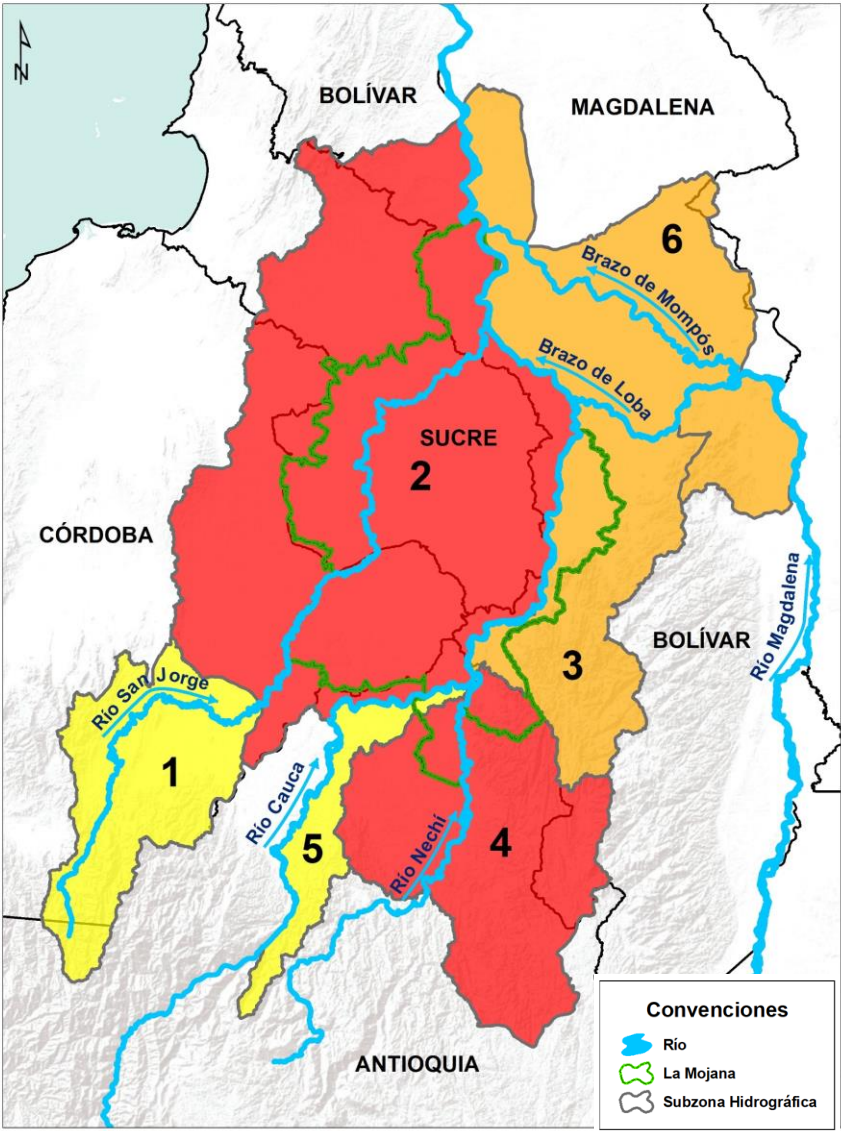 N
BOLÍVAR
MAGDALENA
6
Brazo de Mompós
Brazo de Loba
SUCRE
2
CÓRDOBA
Río Magdalena
BOLÍVAR
3
Río San Jorge
1
Río Cauca
5
Río Nechí
4
ANTIOQUIA
Convenciones
Río
La Mojana
Subzona Hidrográfica